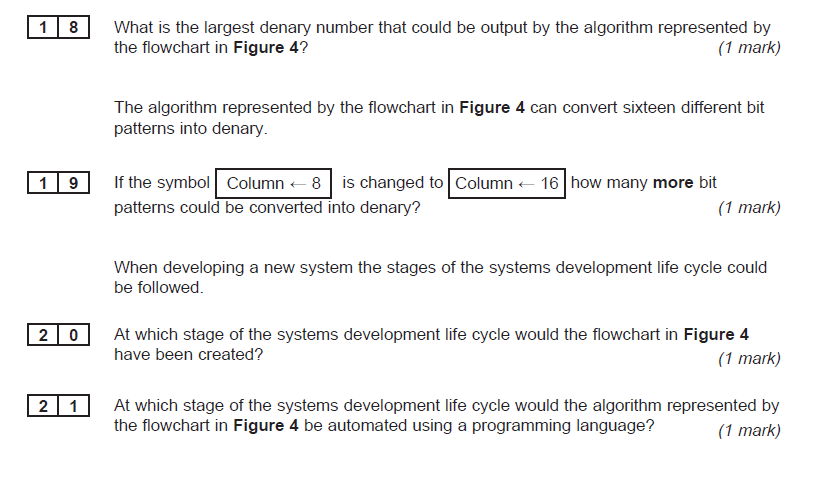 1 8 What is the largest denary number that could be output by the algorithm represented by
the flowchart in Figure 4? (1 mark)
The algorithm represented by the flowchart in Figure 4 can convert sixteen different bit
patterns into denary.
1 9 If the symbol Column ← 8 is changed to Column ← 16 how many more bit
patterns could be converted into denary? (1 mark)
When developing a new system the stages of the systems development life cycle could
be followed.
2 0 At which stage of the systems development life cycle would the flowchart in Figure 4
have been created? (1 mark)
2 1 At which stage of the systems development life cycle would the algorithm represented by
the flowchart in Figure 4 be automated using a programming language? (1 mark)